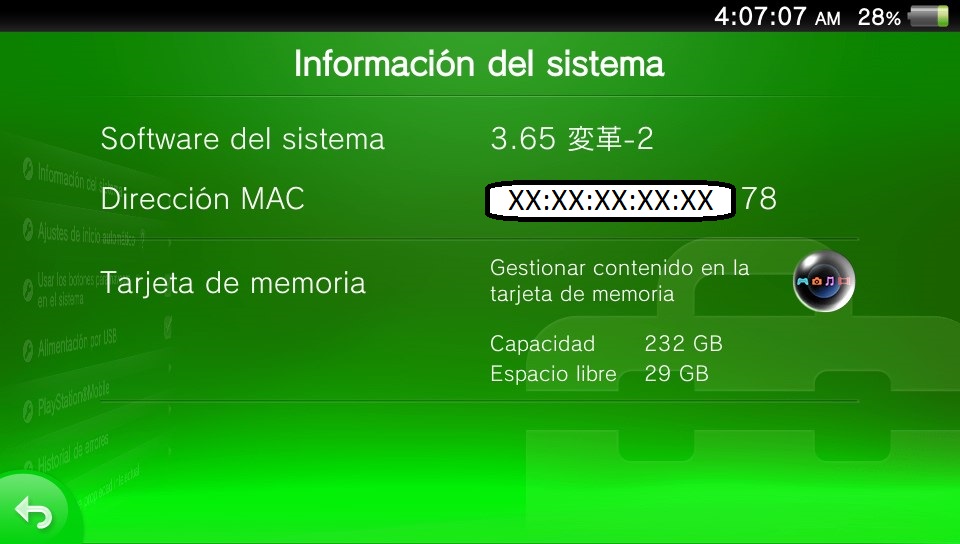 4:07:07 AM 28%
Información del sistema
Software del sistema 3.65 変革-2
Dirección MAC XX:XX:XX:XX:XX 78
Tarjeta de memoria
Gestionar contenido en la
tarjeta de memoria
Capacidad 232 GB
Espacio libre 29 GB
Información del
Ajustes de inicio automático
Usar los botones
en el sistema
Alimentación por USB
PlayStation®Mobile
Historial de errores